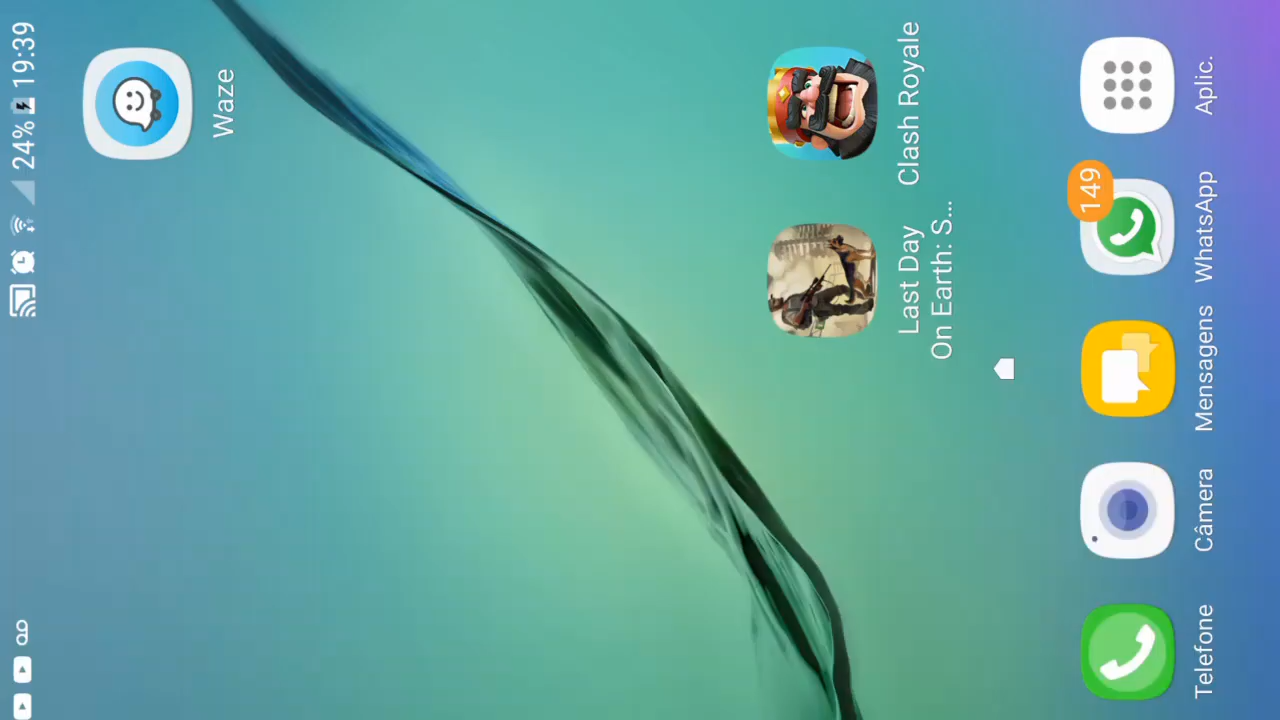 24% 19:39
Waze
Last Day
On Earth: S...
Clash Royale
149
Telefone
Câmera
Mensagens
WhatsApp
Aplic.